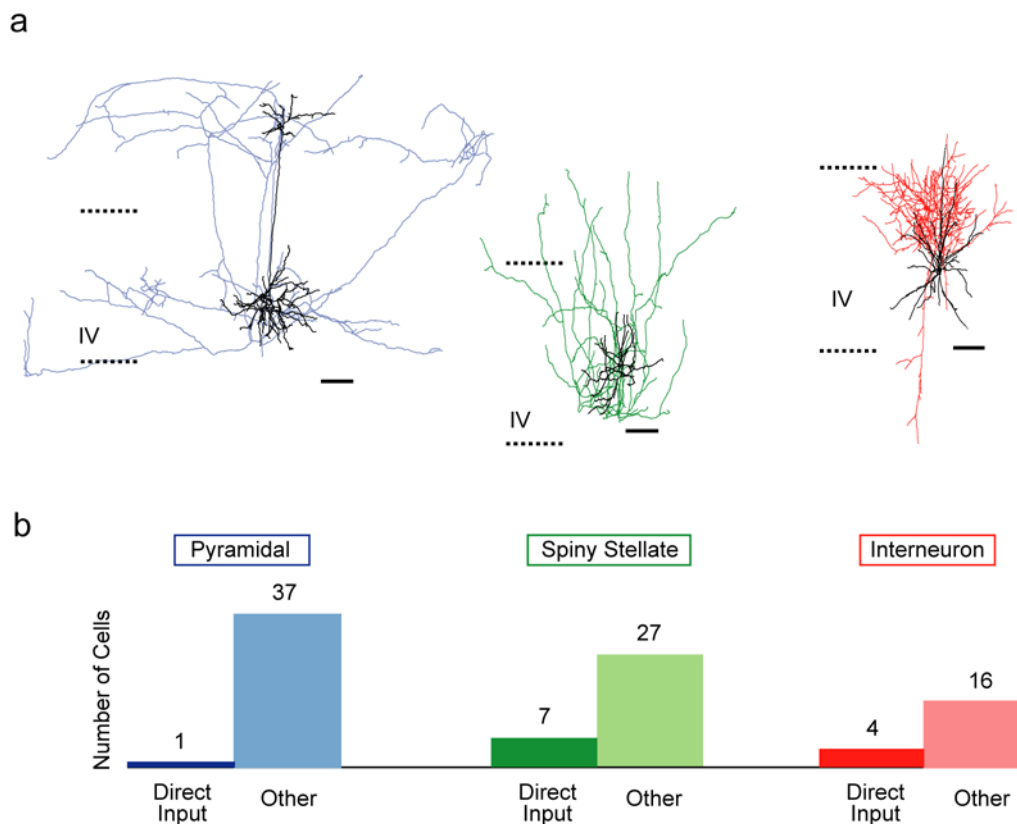 a
IV
IV
IV
b
Pyramidal
Spiny Stellate
Interneuron
Number of Cells
1
37
7
27
4
16
Direct
Input
Other
Direct
Input
Other
Direct
Input
Other